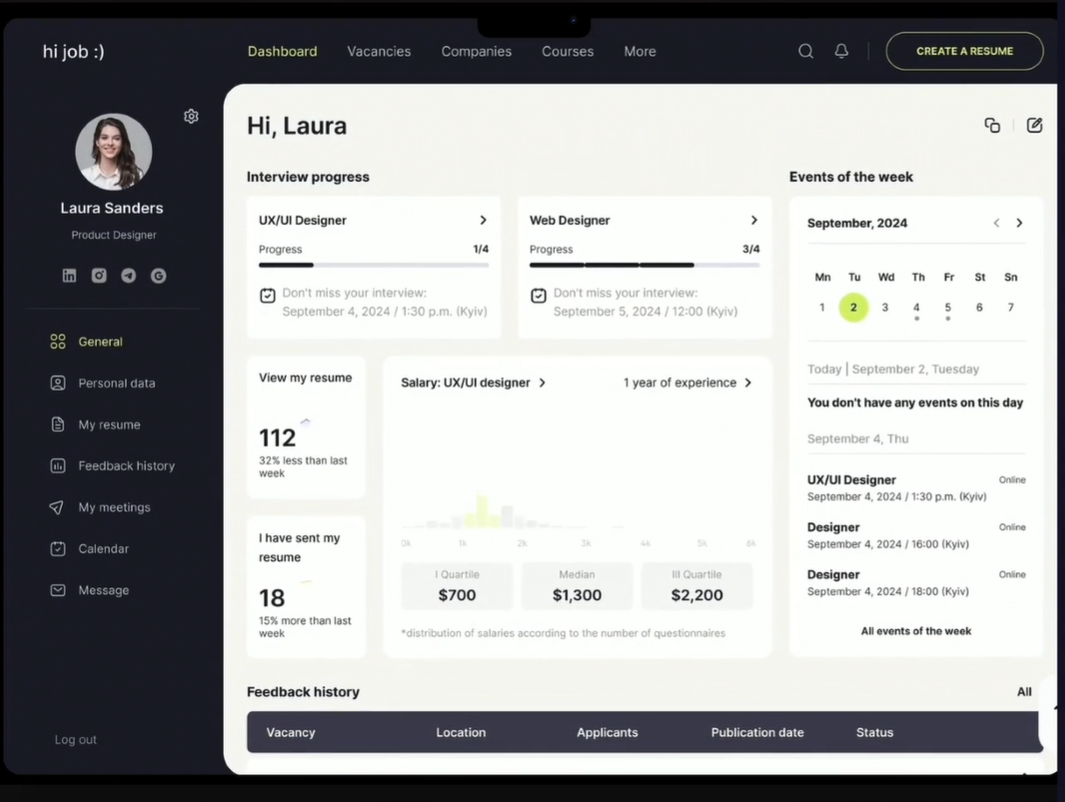 hi job :)
Dashboard
Vacancies
Companies
Courses
More
CREATE A RESUME
Laura Sanders
Product Designer
General
Personal data
My resume
Feedback history
My meetings
Calendar
Message
Log out
Hi, Laura
Interview progress
UX/UI Designer
Progress 1/4
Don't miss your interview:
September 4, 2024 / 1:30 p.m. (Kyiv)
Web Designer
Progress 3/4
Don't miss your interview:
September 5, 2024 / 12:00 (Kyiv)
View my resume
112
32% less than last
week
I have sent my
resume
18
15% more than last
week
Salary: UX/UI designer
1 year of experience
0k 1k 2k 3k 4k 5k 6k
I Quartile
$700
Median
$1,300
III Quartile
$2,200
*distribution of salaries according to the number of questionnaires
Events of the week
September, 2024
Mn Tu Wd Th Fr St Sn
1 2 3 4 5 6 7
Today | September 2, Tuesday
You don't have any events on this day
September 4, Thu
UX/UI Designer Online
September 4, 2024 / 1:30 p.m. (Kyiv)
Designer Online
September 4, 2024 / 16:00 (Kyiv)
Designer Online
September 4, 2024 / 18:00 (Kyiv)
All events of the week
Feedback history
All
Vacancy Location Applicants Publication date Status